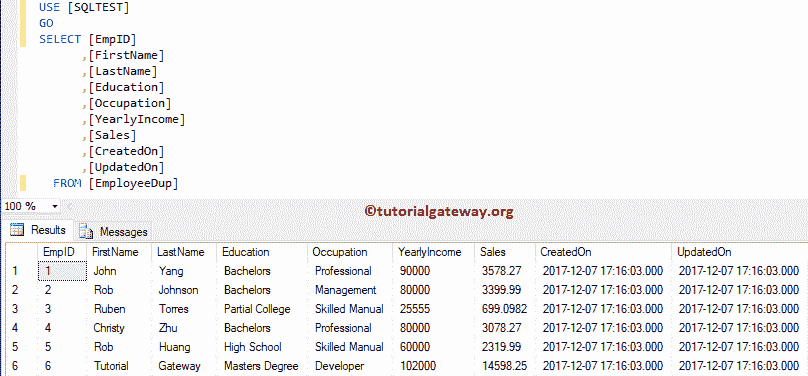 USE [SQLTEST]
GO
SELECT [EmpID]
,[FirstName]
,[LastName]
,[Education]
,[Occupation]
,[YearlyIncome]
,[Sales]
,[CreatedOn]
,[UpdatedOn]
FROM [EmployeeDup]
100 %
©tutorialgateway.org
Results Messages
EmpID FirstName LastName Education Occupation YearlyIncome Sales CreatedOn UpdatedOn
1 1 John Yang Bachelors Professional 90000 3578.27 2017-12-07 17:16:03.000 2017-12-07 17:16:03.000
2 2 Rob Johnson Bachelors Management 80000 3399.99 2017-12-07 17:16:03.000 2017-12-07 17:16:03.000
3 3 Ruben Torres Partial College Skilled Manual 25555 699.0982 2017-12-07 17:16:03.000 2017-12-07 17:16:03.000
4 4 Christy Zhu Bachelors Professional 80000 3078.27 2017-12-07 17:16:03.000 2017-12-07 17:16:03.000
5 5 Rob Huang High School Skilled Manual 60000 2319.99 2017-12-07 17:16:03.000 2017-12-07 17:16:03.000
6 6 Tutorial Gateway Masters Degree Developer 102000 14598.25 2017-12-07 17:16:03.000 2017-12-07 17:16:03.000